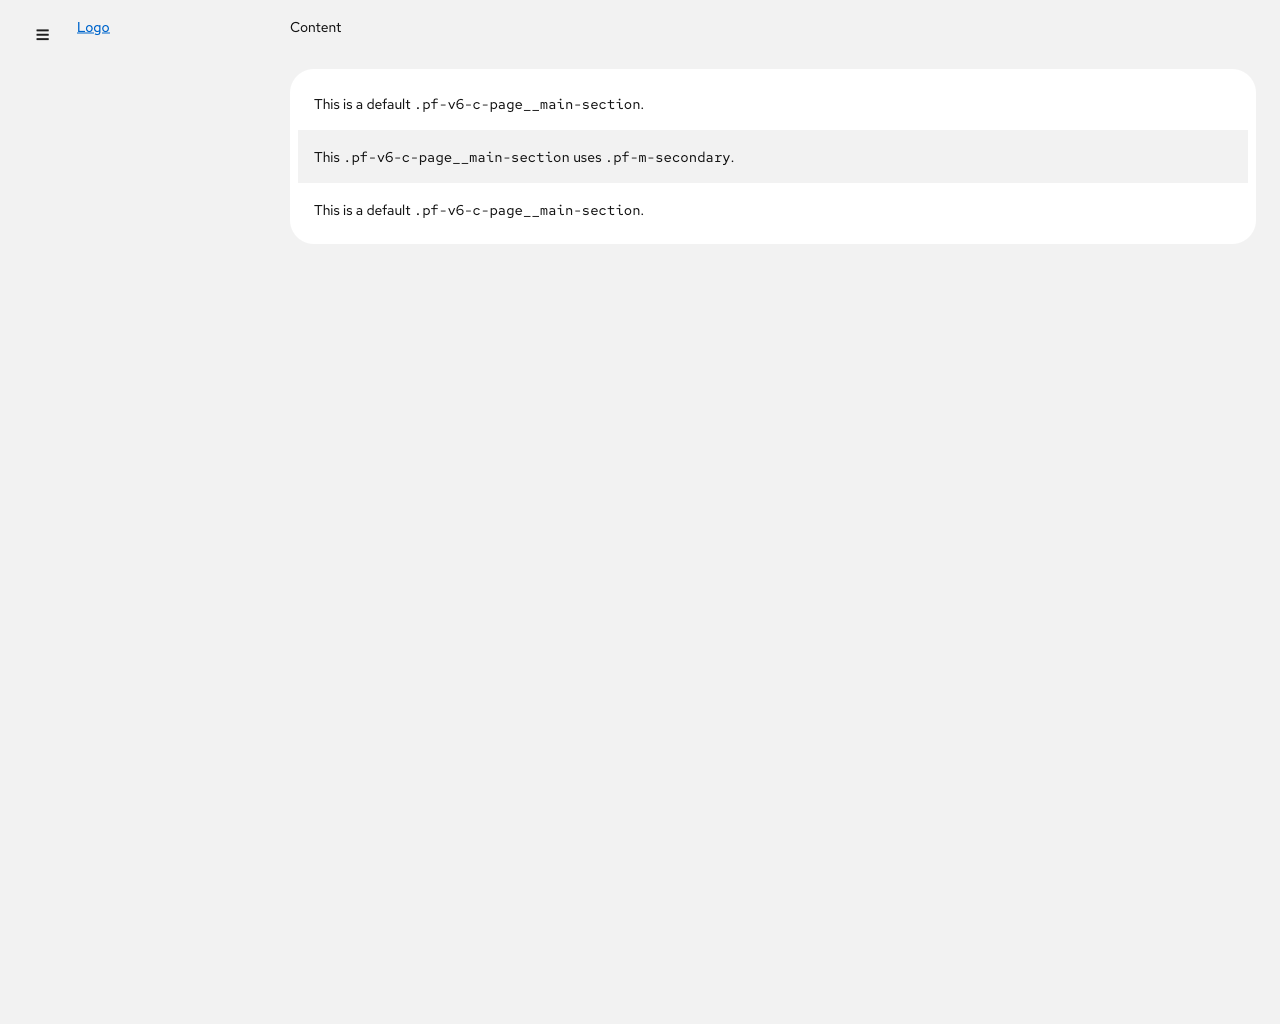 Logo
Content
This is a default .pf-v6-c-page__main-section.
This .pf-v6-c-page__main-section uses .pf-m-secondary.
This is a default .pf-v6-c-page__main-section.